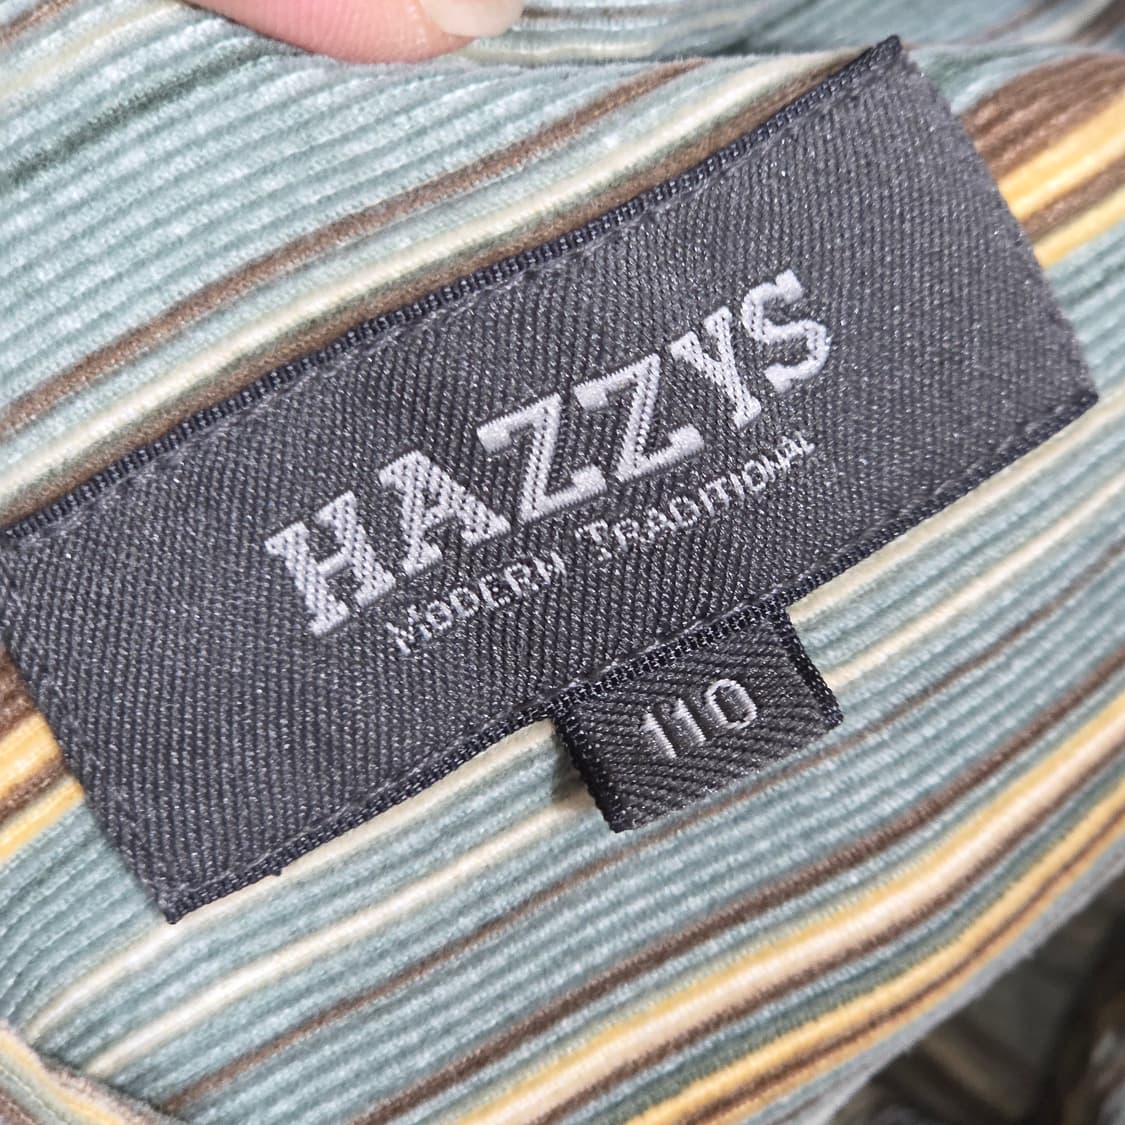 HAZZYS
MODERN TRADITIONAL
110